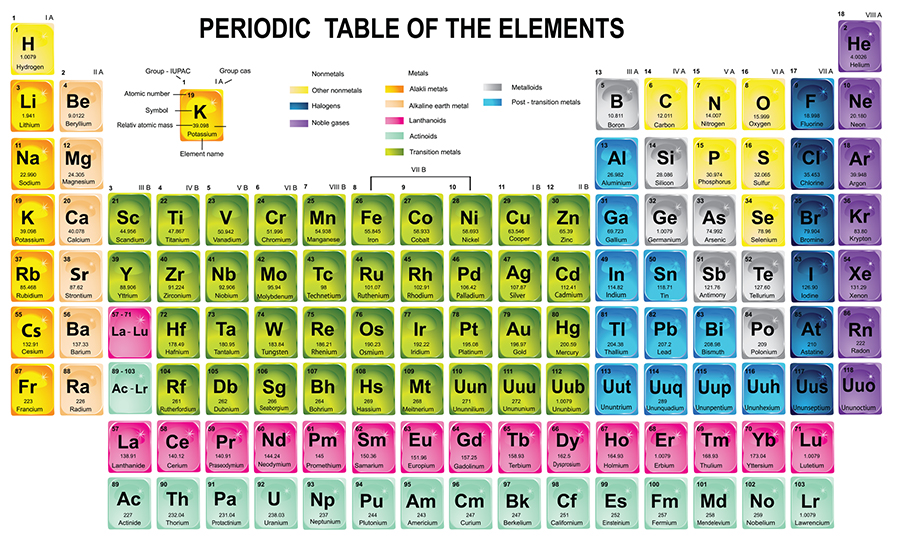 PERIODIC TABLE OF THE ELEMENTS
1 I A 18 VIII A
1 2
H He
1.0079 4.0026
Hydrogen Helium
Group - IUPAC Group cas
1 I A
Atomic number 19
Symbol K
Relativ atomic mass 39.098
Potassium
Element name
Nonmetals
Other nonmetals
Halogens
Noble gases
Metals
Alakli metals
Alkaline earth metal
Lanthanoids
Actinoids
Transition metals
Metalloids
Post - transition metals
2 II A 13 III A 14 IV A 15 V A 16 VI A 17 VII A
3 4 5 6 7 8 9 10
Li Be B C N O F Ne
1.941 9.0122 10.811 12.011 14.007 15.999 18.998 20.180
Lithium Beryllium Boron Carbon Nitrogen Oxygen Fluorine Neon
11 12 13 14 15 16 17 18
Na Mg Al Si P S Cl Ar
22.990 24.305 26.982 28.086 30.974 32.065 35.453 39.948
Sodium Magnesium Aluminium Silicon Phosphorus Sulfur Chlorine Argon
VII B
3 III B 4 IV B 5 V B 6 VI B 7 VIII B 8 9 10 11 I B 12 II B
19 20 21 22 23 24 25 26 27 28 29 30 31 32 33 34 35 36
K Ca Sc Ti V Cr Mn Fe Co Ni Cu Zn Ga Ge As Se Br Kr
39.098 40.078 44.956 47.867 50.942 51.996 54.938 55.845 58.933 58.693 63.546 65.39 69.723 1.0079 74.992 78.96 79.904 83.80
Potassium Calcium Scandium Titanium Niobium Chromium Manganese Iron Cobalt Nickel Cooper Zinc Gallium Germanium Arsenic Selenium Bromine Krypton
37 38 39 40 41 42 43 44 45 46 47 48 49 50 51 52 53 54
Rb Sr Y Zr Nb Mo Tc Ru Rh Pd Ag Cd In Sn Sb Te I Xe
85.468 87.62 88.906 91.224 92.906 95.94 98 101.07 102.91 106.42 107.87 112.41 114.82 118.71 121.76 127.60 126.90 131.29
Rubidium Strontium Yttrium Zirconium Niobium Molybdenum Technetium Ruthenium Rhodium Palladium Silver Cadmium Indium Tin Antimony Tellurium Iodine Xenon
55 56 57 - 71 72 73 74 75 76 77 78 79 80 81 82 83 84 85 86
Cs Ba La - Lu Hf Ta W Re Os Ir Pt Au Hg Tl Pb Bi Po At Rn
132.91 137.33 178.49 180.95 183.84 186.21 190.23 192.22 195.08 196.97 200.59 204.38 207.2 208.98 209 210 222
Cesium Barium Hafnium Tantalum Tungsten Rhenium Osmium Iridium Platinum Gold Mercury Thallium Lead Bismuth Polonium Astatine Radon
87 88 89 - 103 104 105 106 107 108 109 110 111 112 113 114 115 116 117 118
Fr Ra Ac - Lr Rf Db Sg Bh Hs Mt Uun Uuu Uub Uut Uuq Uup Uuh Uus Uuo
223 226 261 262 266 264 269 268 271 272 1.0079 289
Francium Radium Rutherfordium Dubnium Seaborgium Bohrium Hassium Meitnerium Ununnilium Unununium Ununbium Ununtrium Ununquadium Ununpentium Ununhexium Ununseptium Ununoctium
57 58 59 60 61 62 63 64 65 66 67 68 69 70 71
La Ce Pr Nd Pm Sm Eu Gd Tb Dy Ho Er Tm Yb Lu
138.91 140.12 140.91 144.24 145 150.36 151.96 157.25 158.93 162.5 164.93 1.0079 168.93 173.04 1.0079
Lanthanide Cerium Praseodymium Neodymium Promethium Samarium Europium Gadolinium Terbium Dysprosium Holmium Erbium Thulium Yttersium Lutetium
89 90 91 92 93 94 95 96 97 98 99 100 101 102 103
Ac Th Pa U Np Pu Am Cm Bk Cf Es Fm Md No Lr
227 232.04 231.04 238.03 237 244 243 247 247 251 252 257 258 259 1.0079
Actinide Thorium Protactinium Uranium Neptunium Plutonium Americium Curium Berkelium Californium Einsteinium Fermium Mendelevium Nobelium Lawrencium